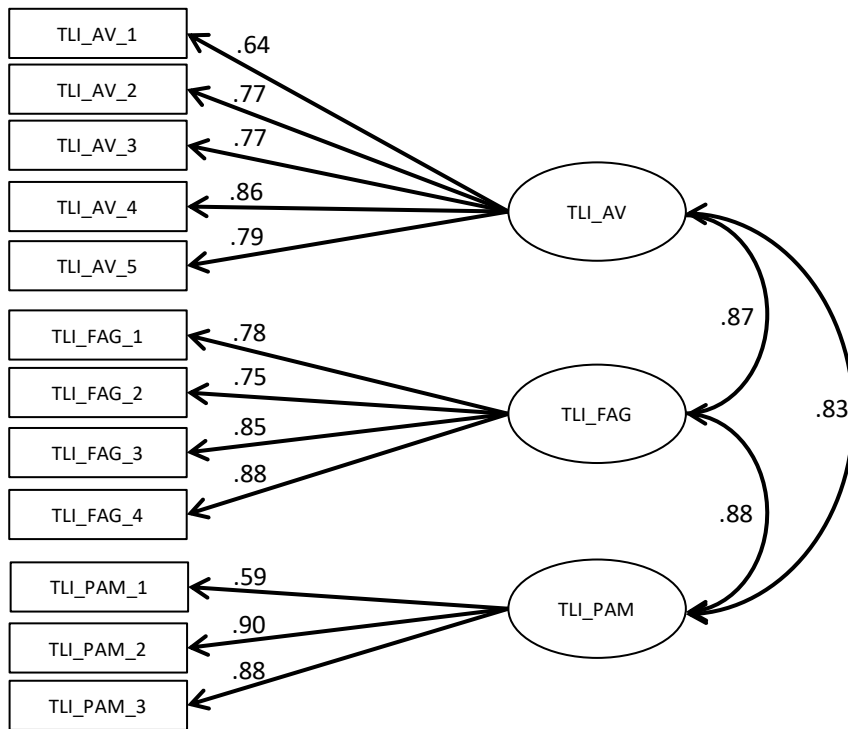 TLI_AV_1
.64
TLI_AV_2
.77
TLI_AV_3
.77
TLI_AV_4
.86
TLI_AV_5
.79
TLI_AV
.87
.83
TLI_FAG_1
.78
TLI_FAG_2
.75
TLI_FAG_3
.85
TLI_FAG_4
.88
TLI_FAG
.88
TLI_PAM_1
.59
TLI_PAM_2
.90
TLI_PAM_3
.88
TLI_PAM